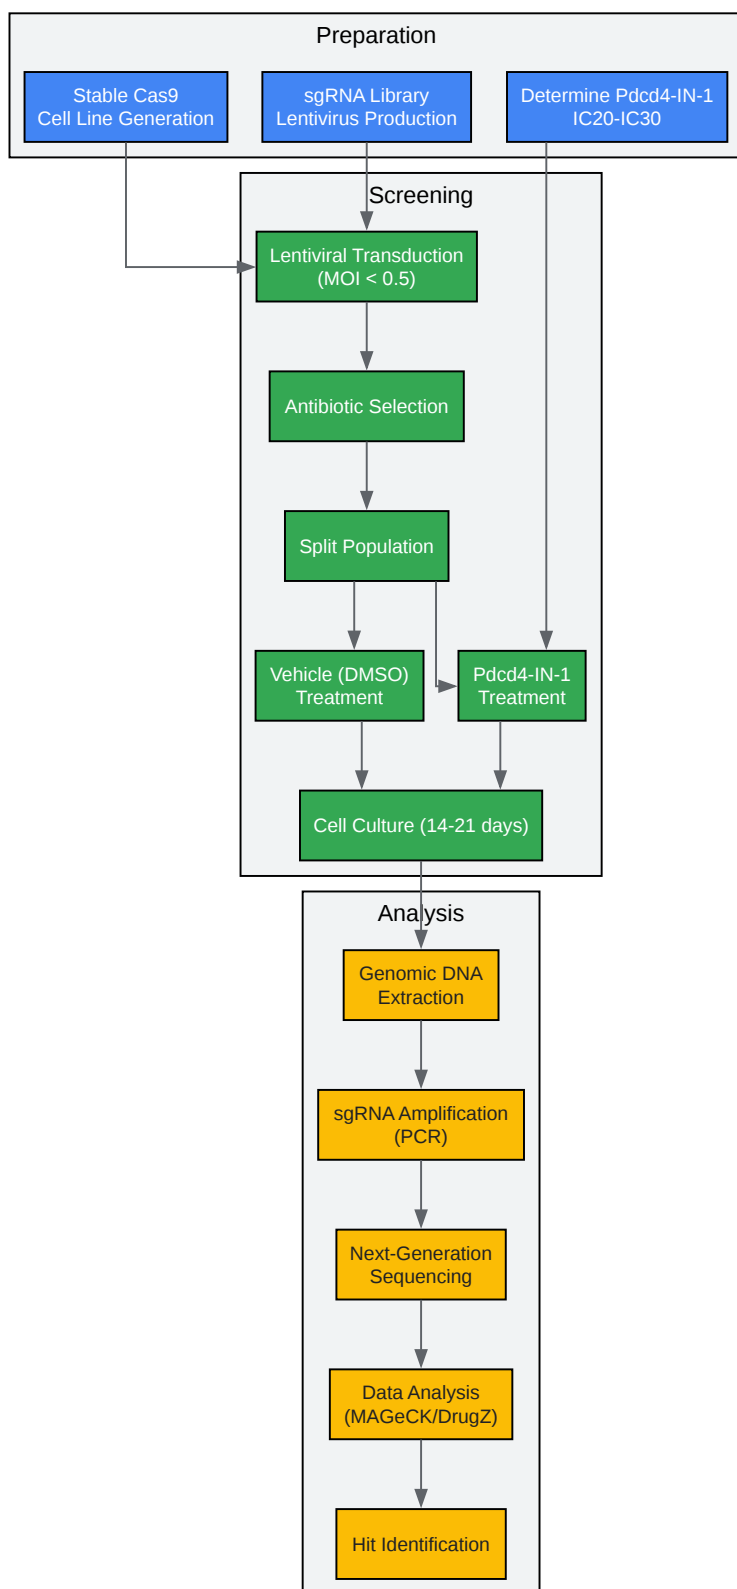 Preparation
Stable Cas9
Cell Line Generation
sgRNA Library
Lentivirus Production
Determine Pdcd4-IN-1
IC20-IC30
Screening
Lentiviral Transduction
(MOI < 0.5)
Antibiotic Selection
Split Population
Vehicle (DMSO)
Treatment
Pdcd4-IN-1
Treatment
Cell Culture (14-21 days)
Analysis
Genomic DNA
Extraction
sgRNA Amplification
(PCR)
Next-Generation
Sequencing
Data Analysis
(MAGeCK/DrugZ)
Hit Identification